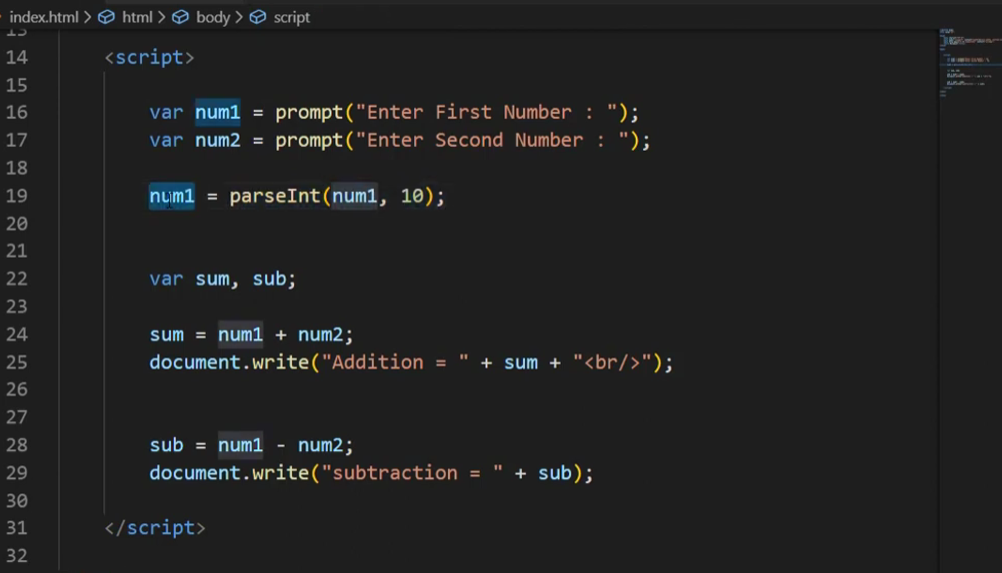 index.html > html > body > script
13
14 <script>
15
16 var num1 = prompt("Enter First Number : ");
17 var num2 = prompt("Enter Second Number : ");
18
19 num1 = parseInt(num1, 10);
20
21
22 var sum, sub;
23
24 sum = num1 + num2;
25 document.write("Addition = " + sum + "<br/>");
26
27
28 sub = num1 - num2;
29 document.write("subtraction = " + sub);
30
31 </script>
32